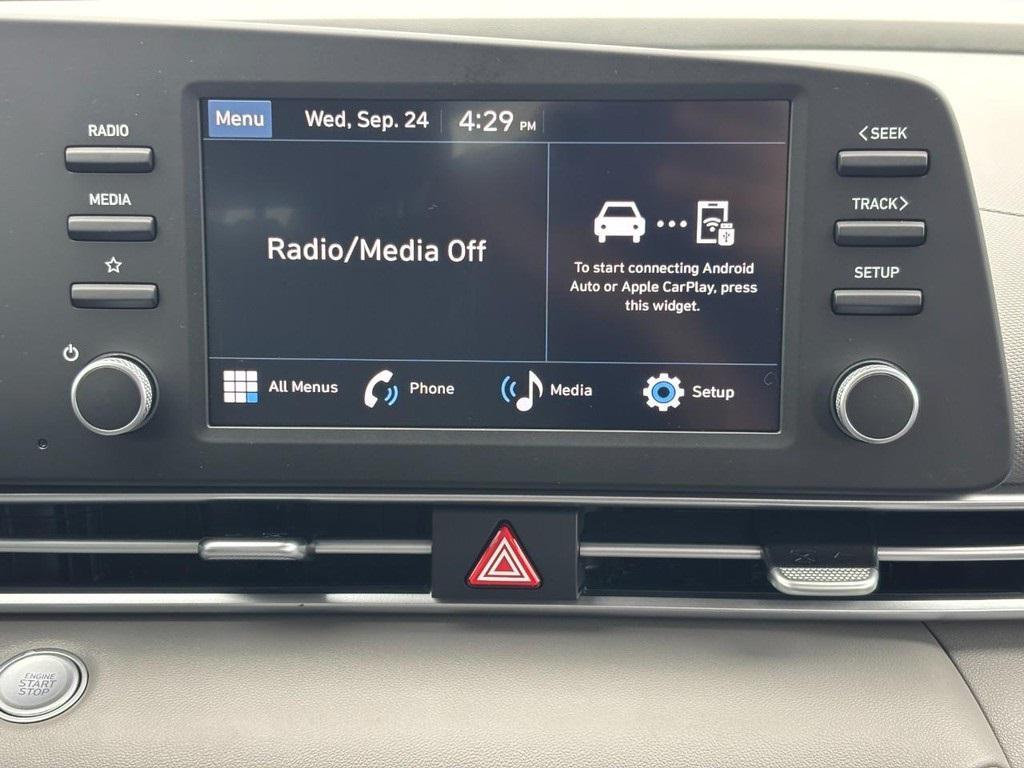 Menu
Wed, Sep. 24
4:29 PM
RADIO
<SEEK
MEDIA
TRACK>
Radio/Media Off
To start connecting Android
Auto or Apple CarPlay, press
this widget.
SETUP
All Menus
Phone
Media
Setup
ENGINE
START
STOP